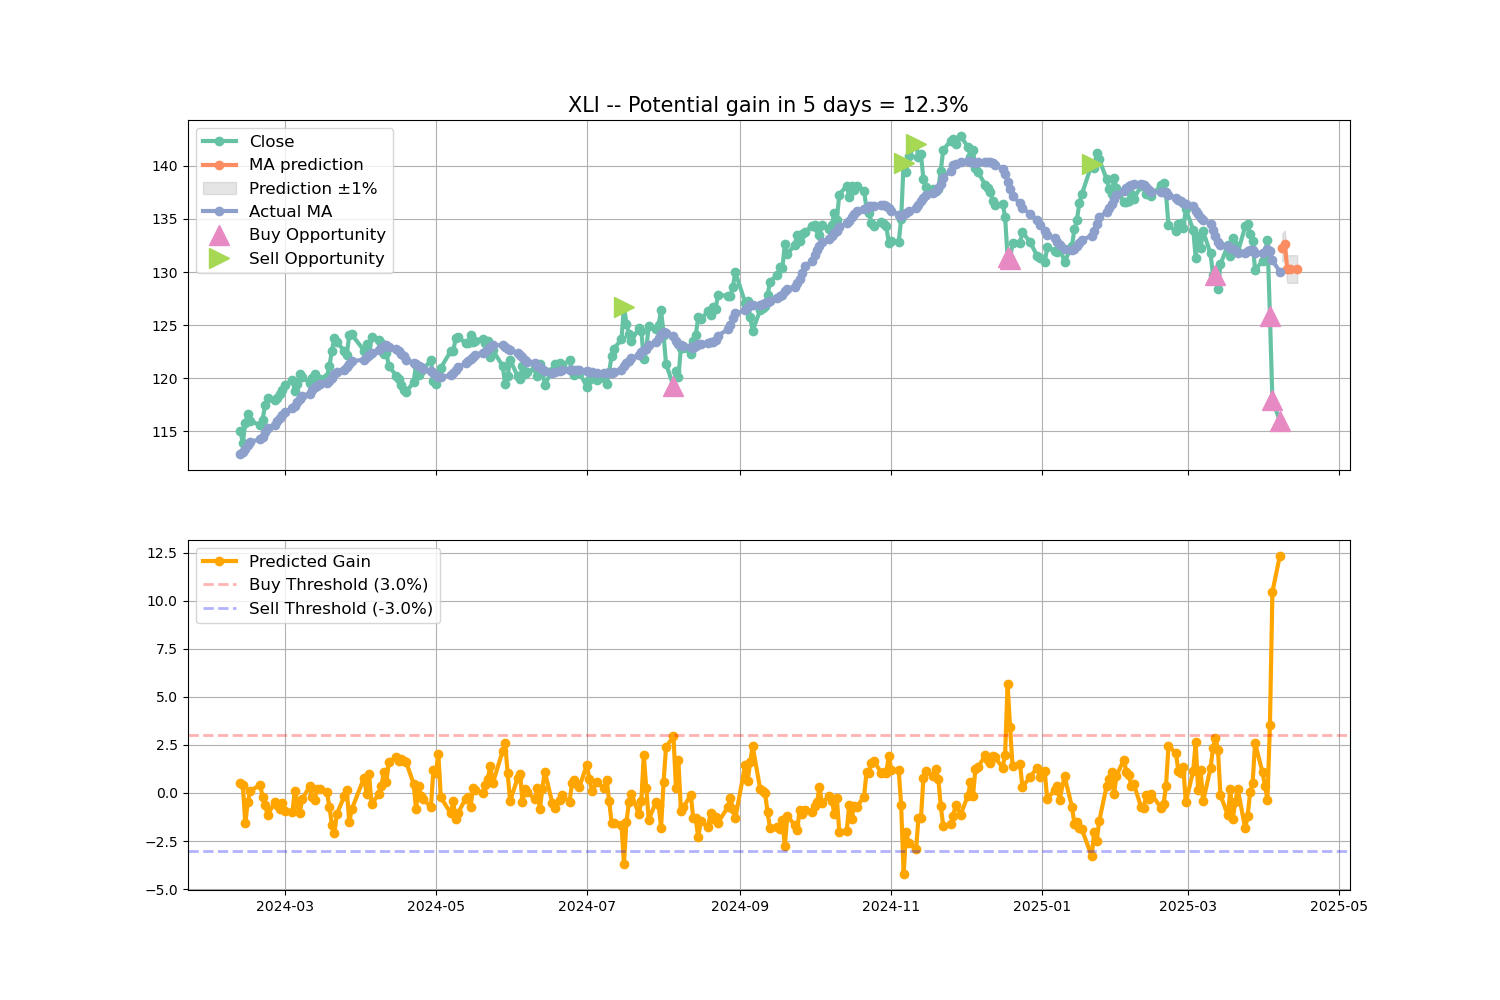 XLI -- Potential gain in 5 days = 12.3%
Close
MA prediction
Prediction ±1%
Actual MA
Buy Opportunity
Sell Opportunity
140
135
130
125
120
115
Predicted Gain
Buy Threshold (3.0%)
Sell Threshold (-3.0%)
12.5
10.0
7.5
5.0
2.5
0.0
−2.5
−5.0
2024-03
2024-05
2024-07
2024-09
2024-11
2025-01
2025-03
2025-05